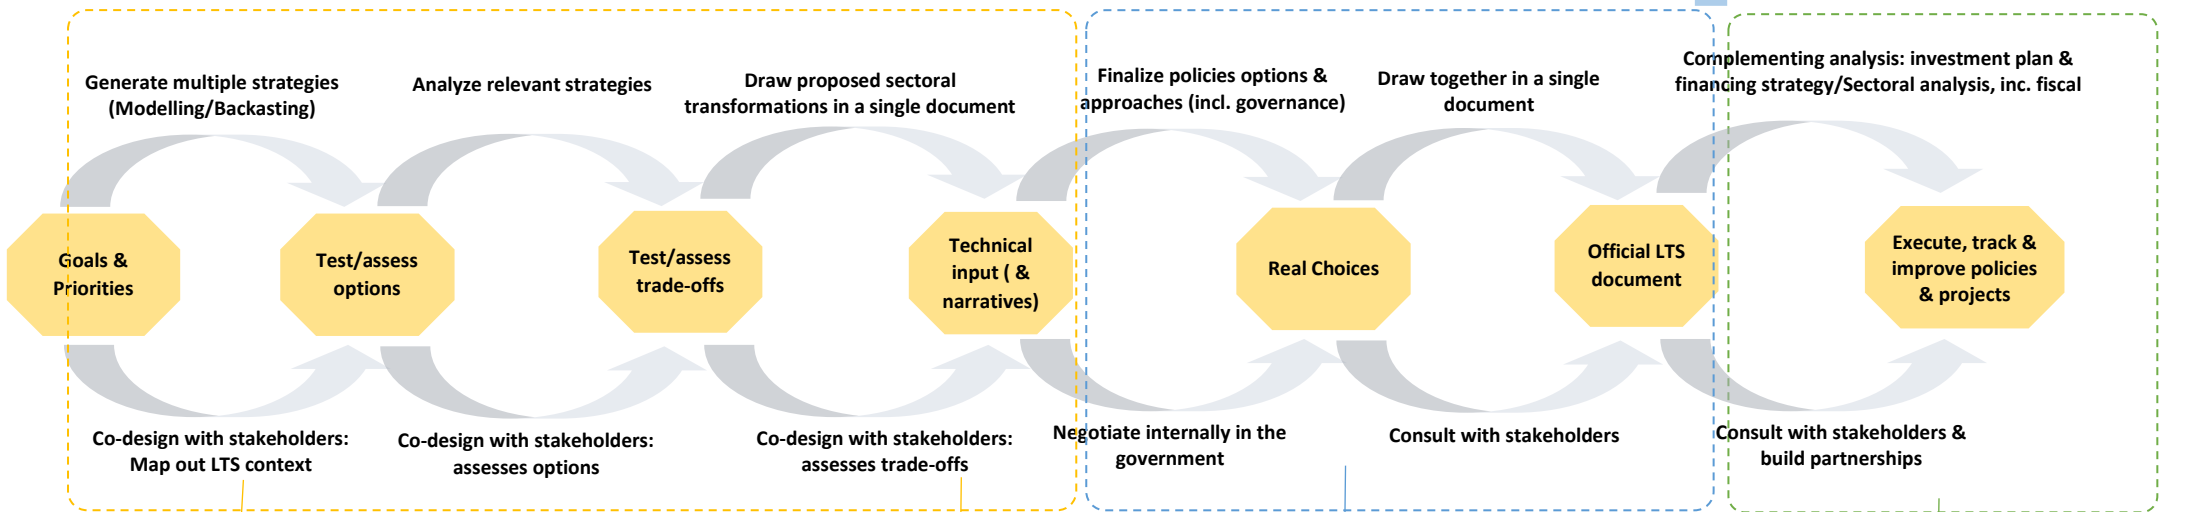 Generate multiple strategies
(Modelling/Backasting)
Analyze relevant strategies
Draw proposed sectoral
transformations in a single document
Finalize policies options &
approaches (incl. governance)
Draw together in a single
document
Complementing analysis: investment plan &
financing strategy/Sectoral analysis, inc. fiscal
Goals &
Priorities
Test/assess
options
Test/assess
trade-offs
Technical
input ( &
narratives)
Real Choices
Official LTS
document
Execute, track &
improve policies
& projects
Co-design with stakeholders:
Map out LTS context
Co-design with stakeholders:
assesses options
Co-design with stakeholders:
assesses trade-offs
Negotiate internally in the
government
Consult with stakeholders
Consult with stakeholders &
build partnerships